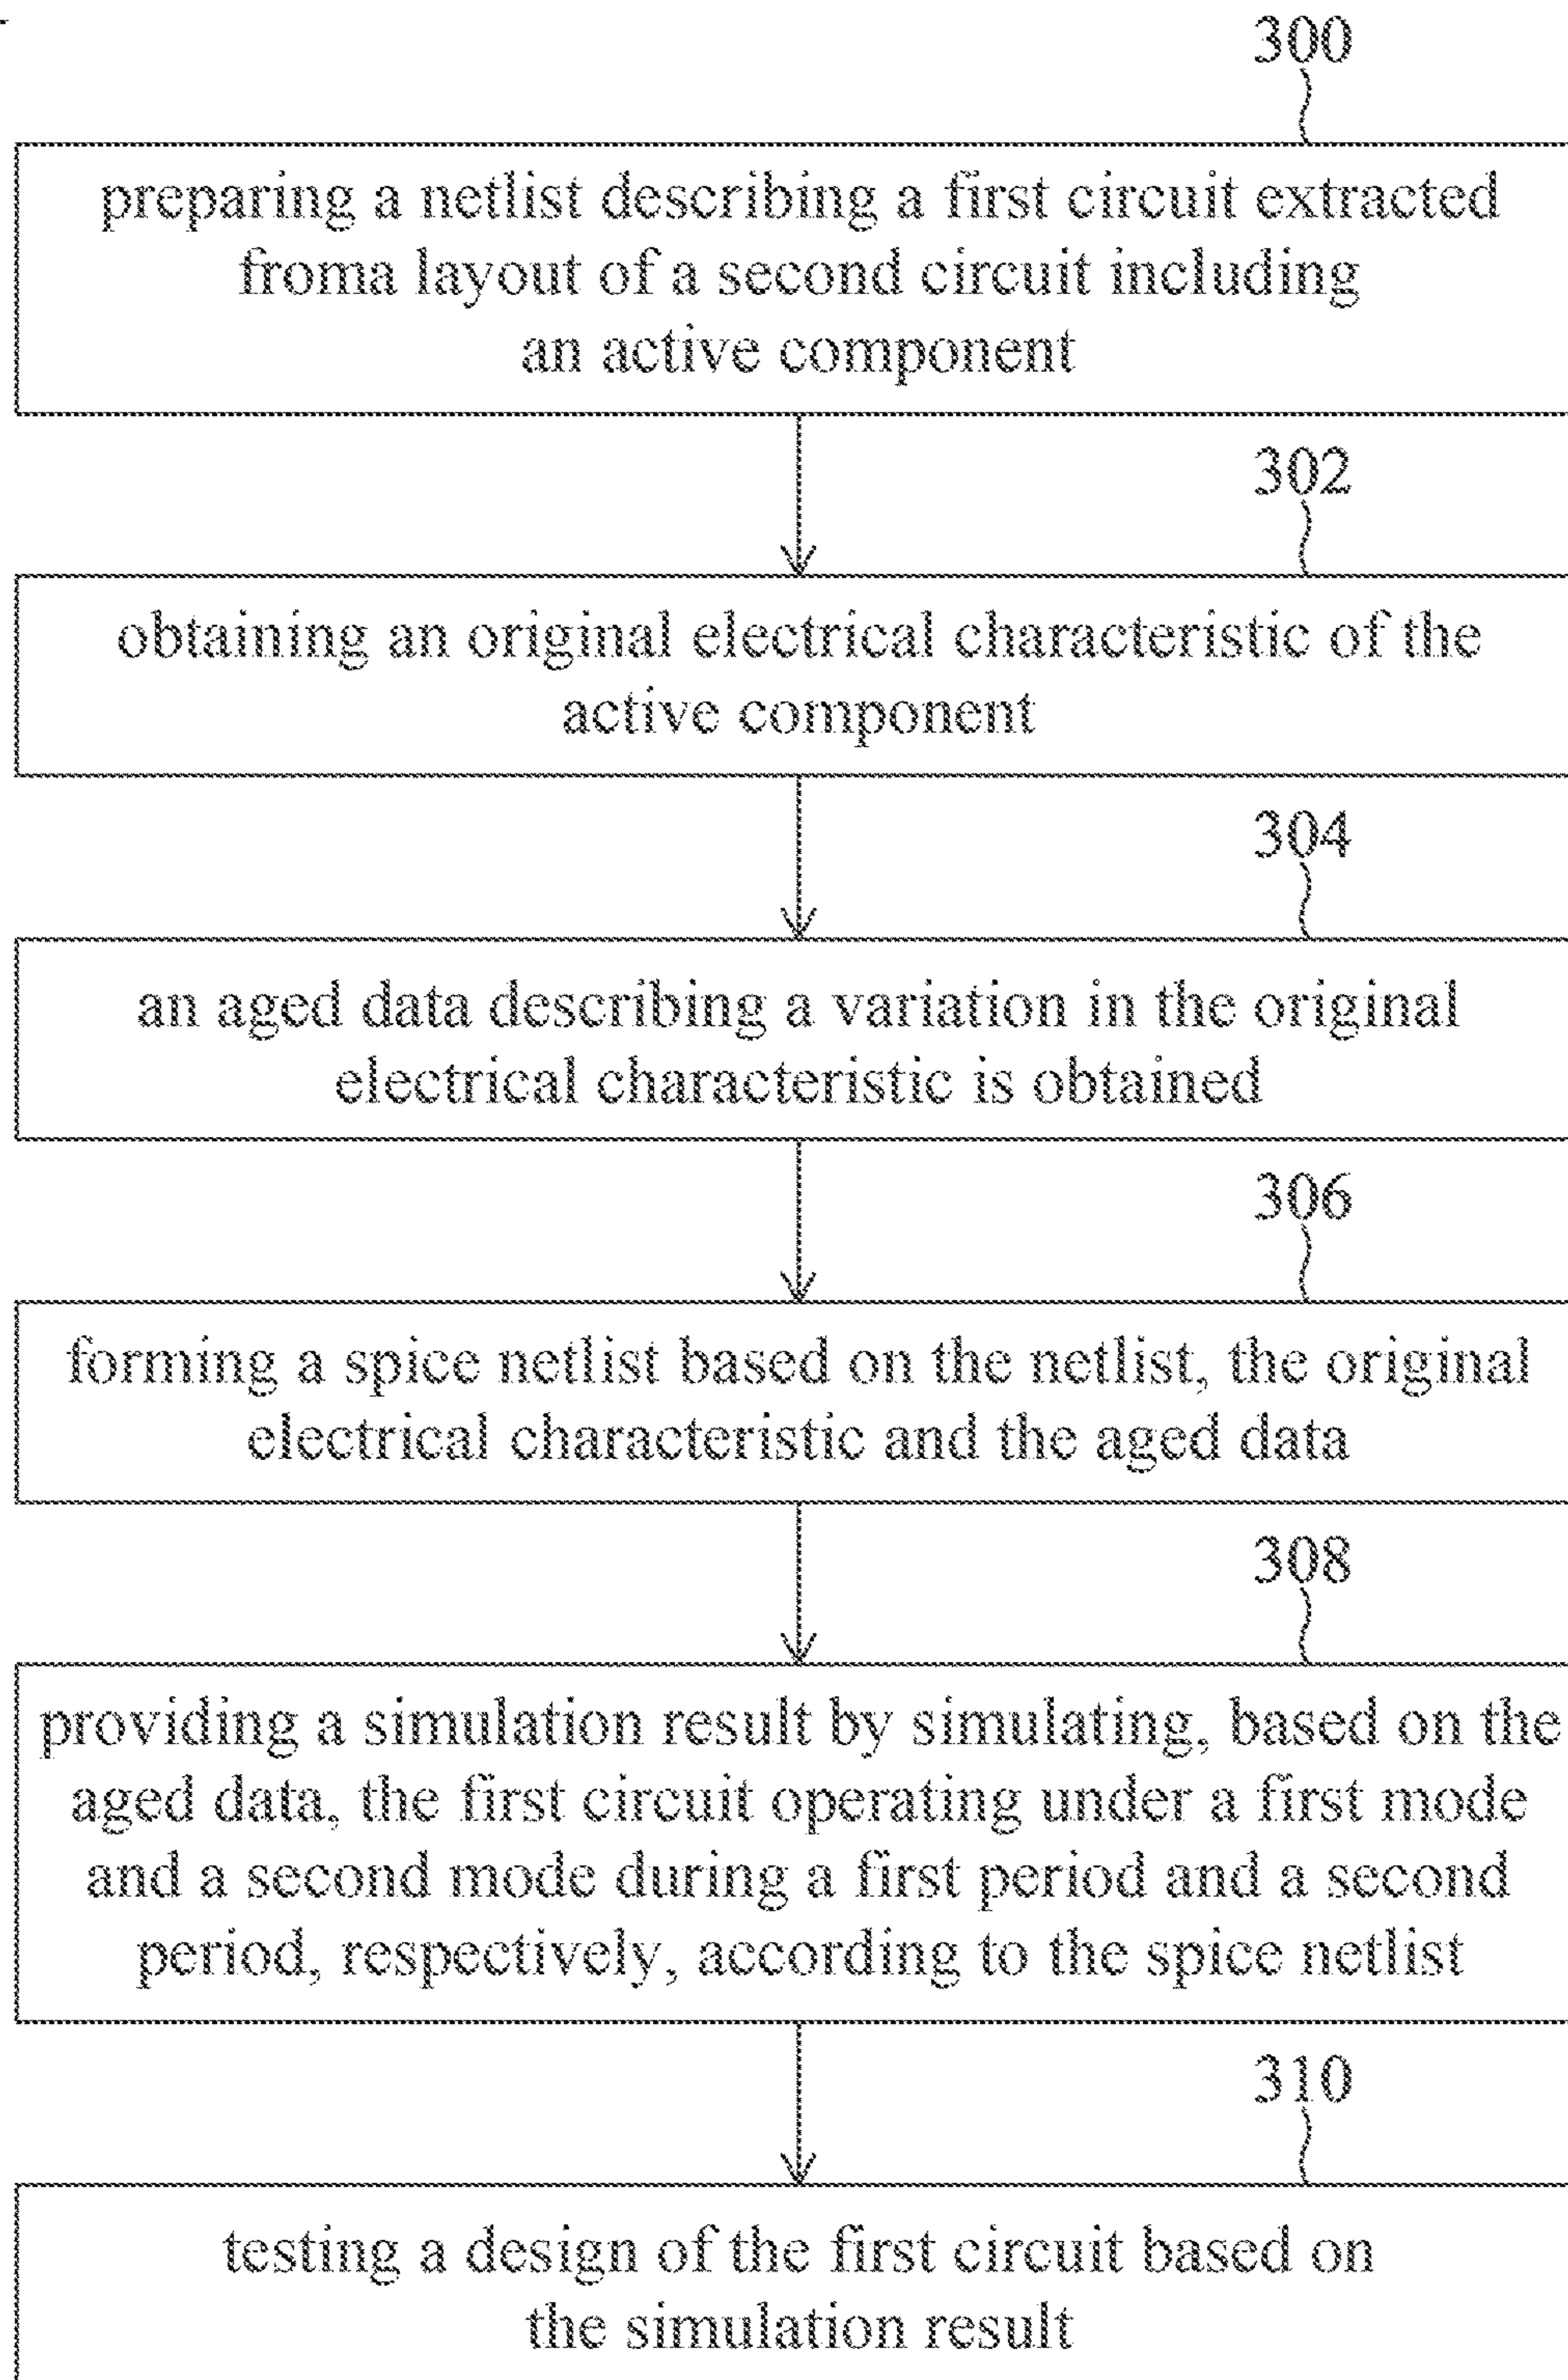 300
preparing a netlist describing a first circuit extracted
froma layout of a second circuit including
an active component
302
obtaining an original electrical characteristic of the
active component
304
an aged data describing a variation in the original
electrical characteristic is obtained
306
forming a spice netlist based on the netlist, the original
electrical characteristic and the aged data
308
providing a simulation result by simulating, based on the
aged data, the first circuit operating under a first mode
and a second mode during a first period and a second
period, respectively, according to the spice netlist
310
testing a design of the first circuit based on
the simulation result